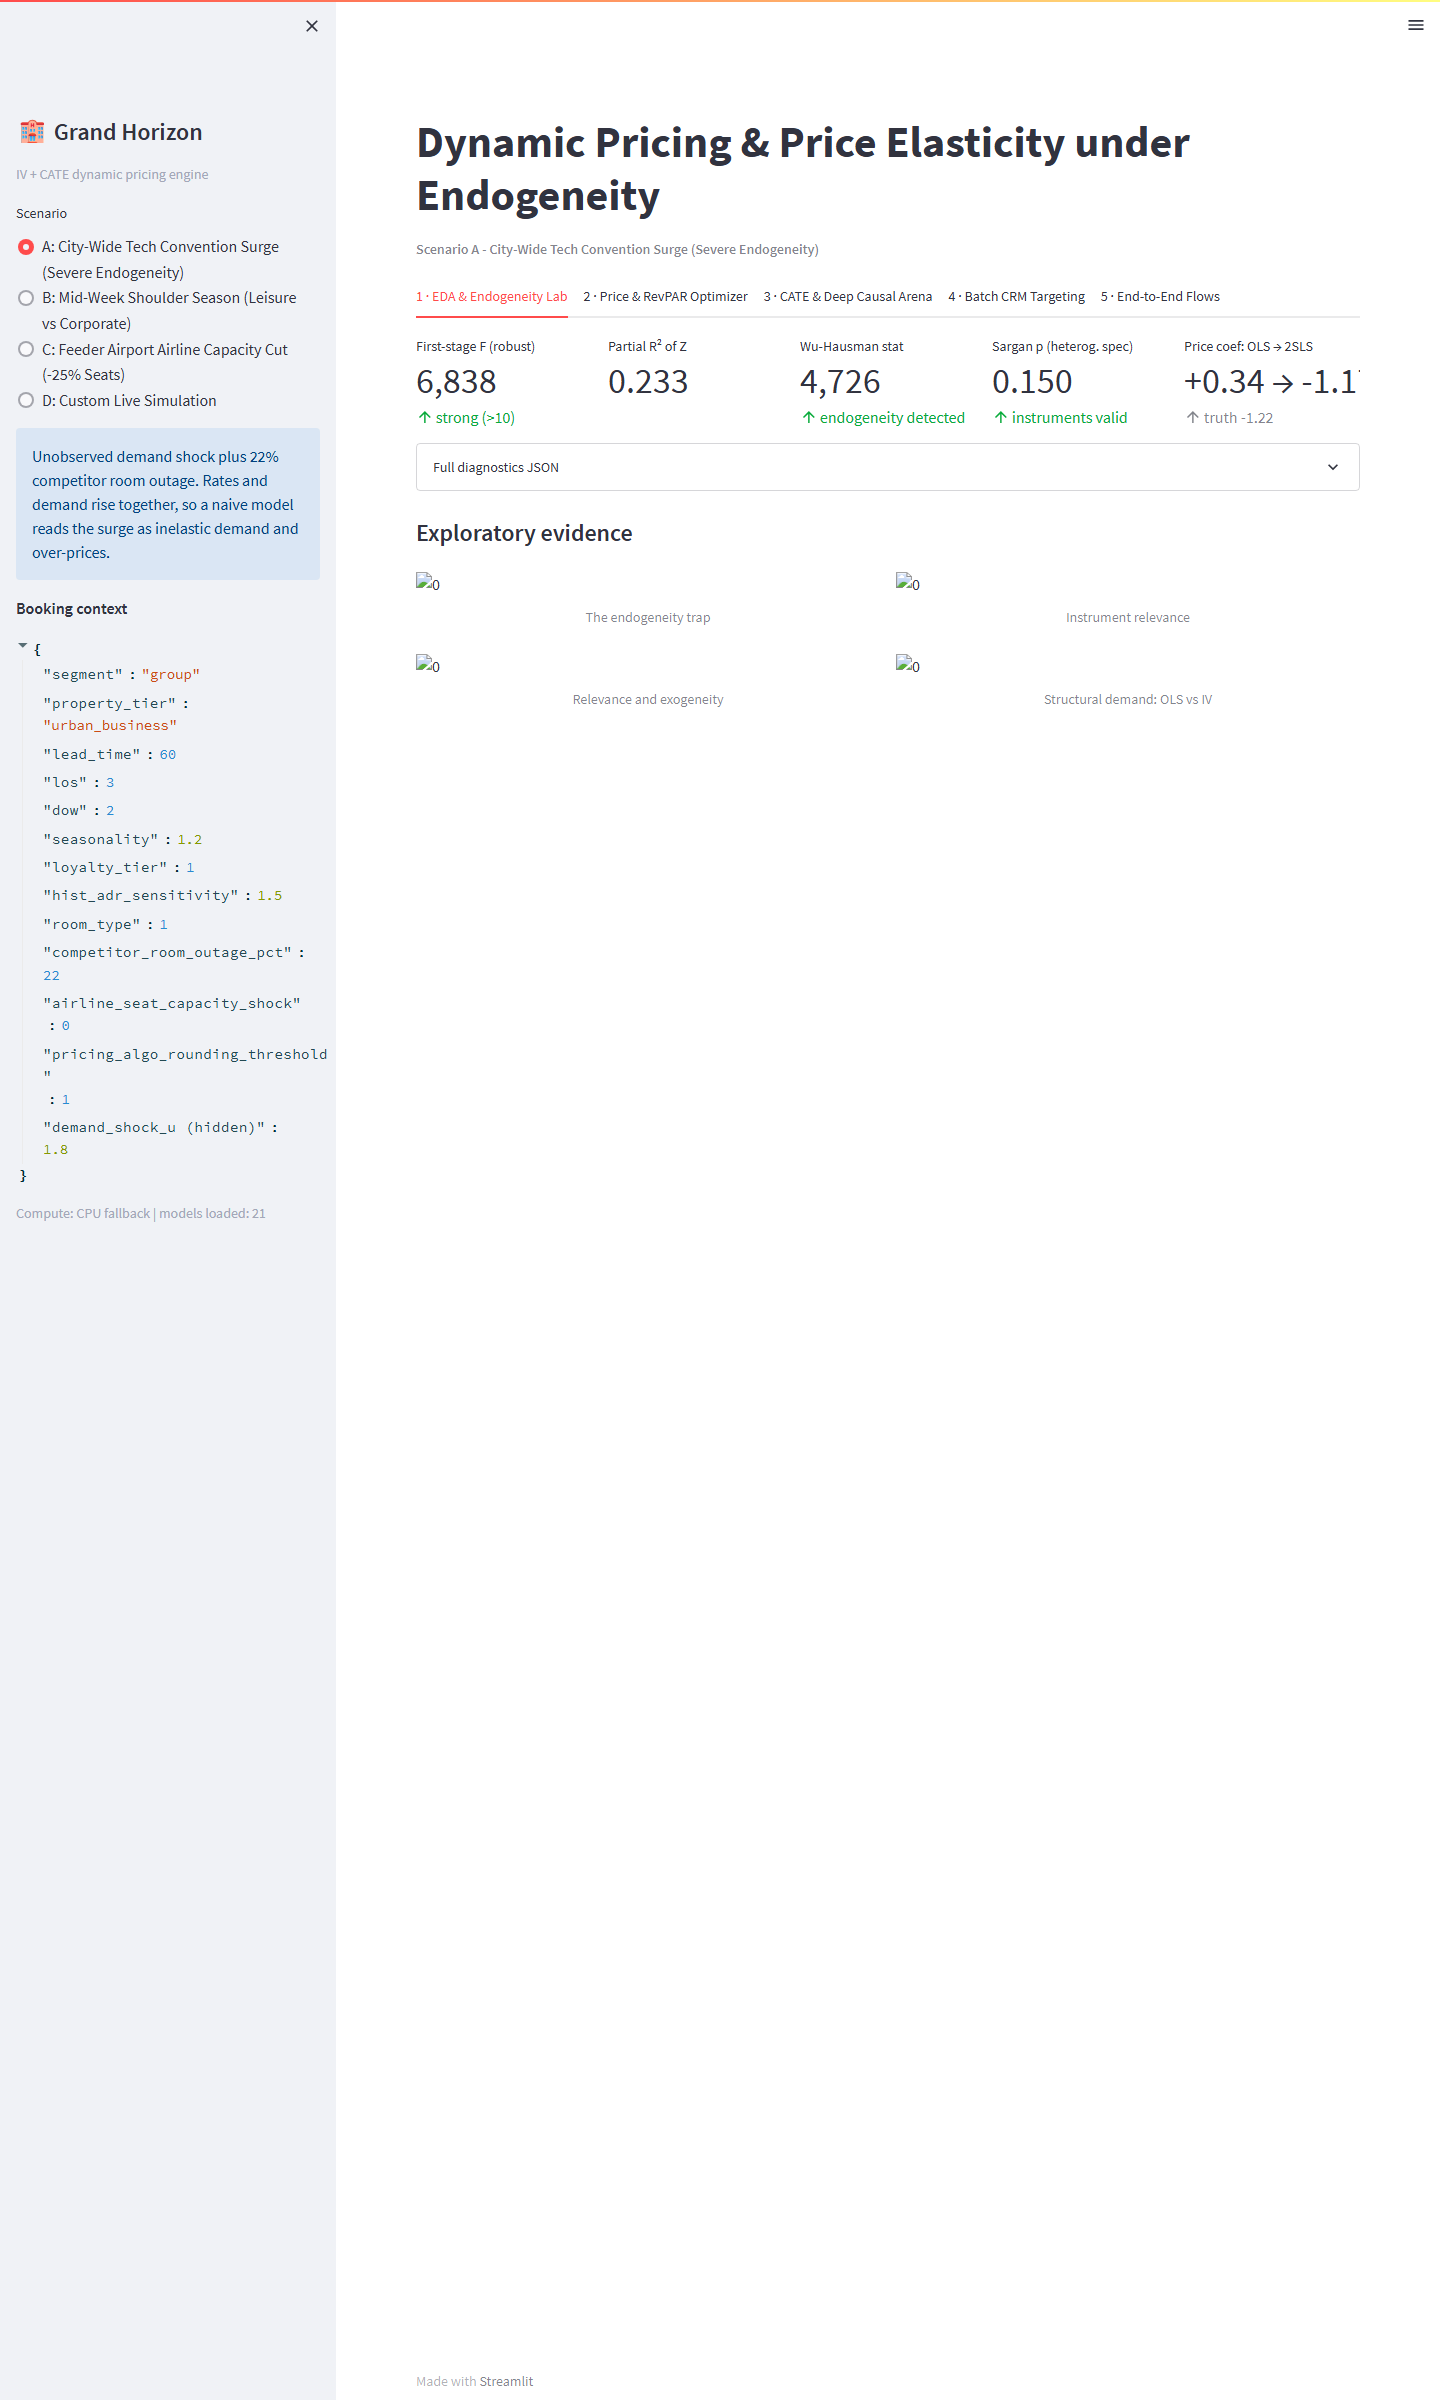 🏨 Grand Horizon
IV + CATE dynamic pricing engine
Scenario
A: City-Wide Tech Convention Surge
(Severe Endogeneity)
B: Mid-Week Shoulder Season (Leisure
vs Corporate)
C: Feeder Airport Airline Capacity Cut
(-25% Seats)
D: Custom Live Simulation
Unobserved demand shock plus 22%
competitor room outage. Rates and
demand rise together, so a naive model
reads the surge as inelastic demand and
over-prices.
Booking context
{
"segment" : "group"
"property_tier" :
"urban_business"
"lead_time" : 60
"los" : 3
"dow" : 2
"seasonality" : 1.2
"loyalty_tier" : 1
"hist_adr_sensitivity" : 1.5
"room_type" : 1
"competitor_room_outage_pct" :
22
"airline_seat_capacity_shock"
: 0
"pricing_algo_rounding_threshold
"
: 1
"demand_shock_u (hidden)" :
1.8
}
Compute: CPU fallback | models loaded: 21
Dynamic Pricing & Price Elasticity under
Endogeneity
Scenario A - City-Wide Tech Convention Surge (Severe Endogeneity)
1 · EDA & Endogeneity Lab 2 · Price & RevPAR Optimizer 3 · CATE & Deep Causal Arena 4 · Batch CRM Targeting 5 · End-to-End Flows
First-stage F (robust) Partial R² of Z Wu-Hausman stat Sargan p (heterog. spec) Price coef: OLS → 2SLS
6,838 0.233 4,726 0.150 +0.34 → -1.1
↑ strong (>10) ↑ endogeneity detected ↑ instruments valid ↑ truth -1.22
Full diagnostics JSON
Exploratory evidence
0 0
The endogeneity trap Instrument relevance
0 0
Relevance and exogeneity Structural demand: OLS vs IV
Made with Streamlit